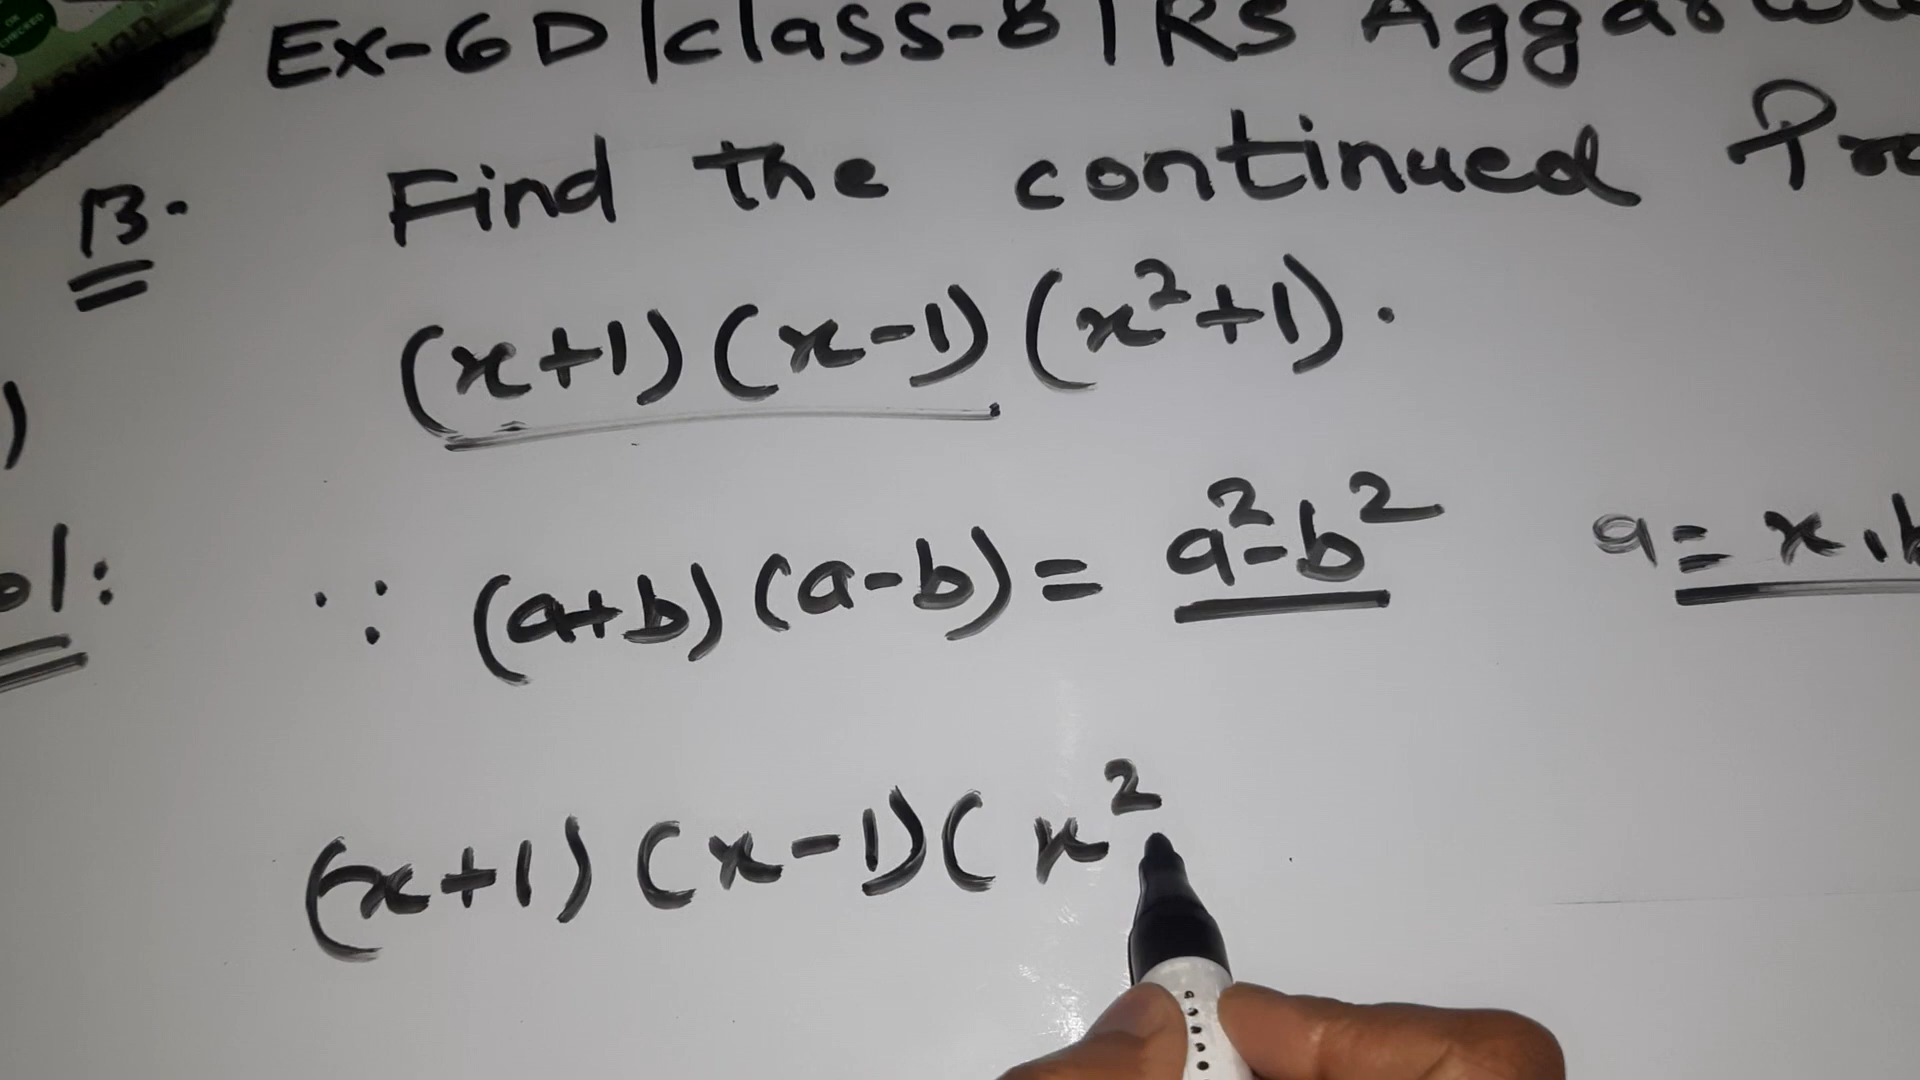 Ex-6D|class-8|RS
13. Find the continued
(x+1)(x-1)(x²+1).
)
∵ (a+b)(a-b)= a²-b² a= x,
(x+1)(x-1)(x²